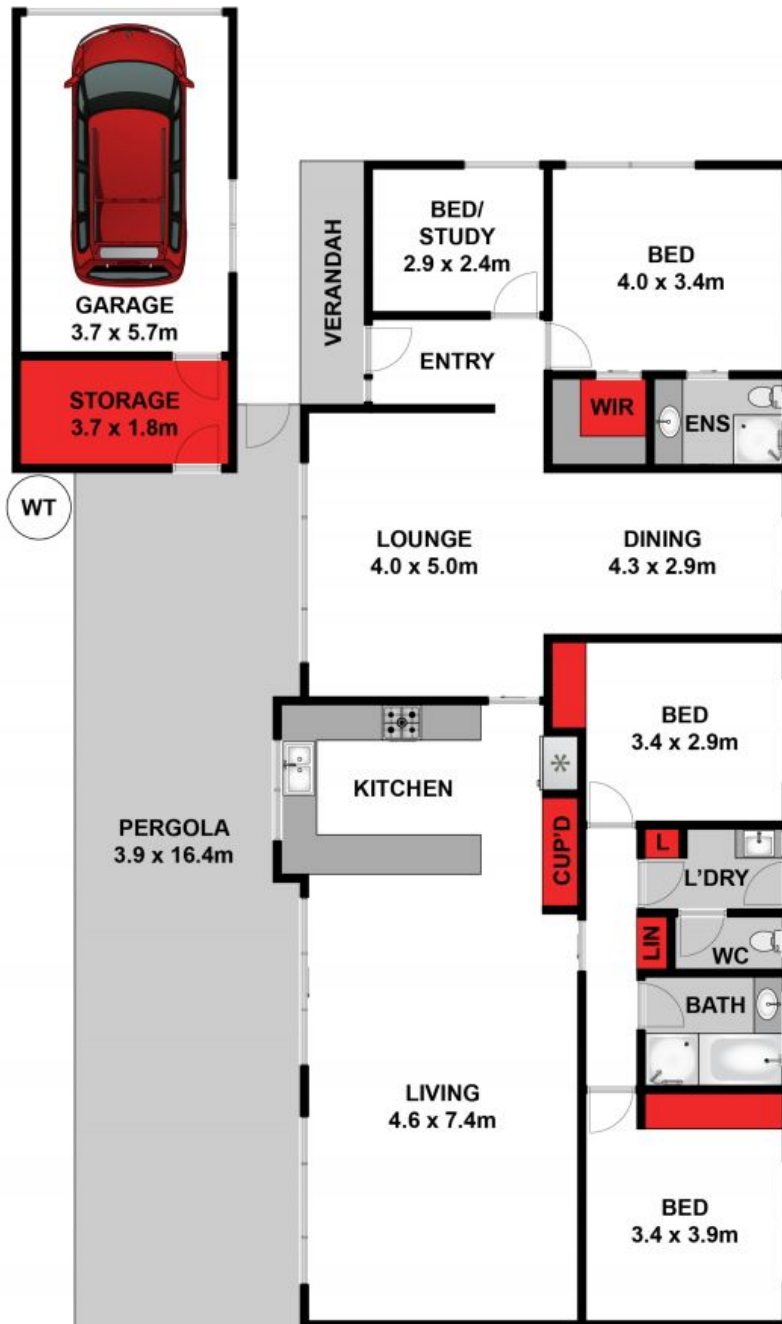 GARAGE
3.7 x 5.7m
STORAGE
3.7 x 1.8m
WT
VERANDAH
BED/
STUDY
2.9 x 2.4m
BED
4.0 x 3.4m
ENTRY
WIR
ENS
LOUNGE
4.0 x 5.0m
DINING
4.3 x 2.9m
BED
3.4 x 2.9m
KITCHEN
PERGOLA
3.9 x 16.4m
CUP'D
L
L'DRY
LIN
WC
BATH
LIVING
4.6 x 7.4m
BED
3.4 x 3.9m